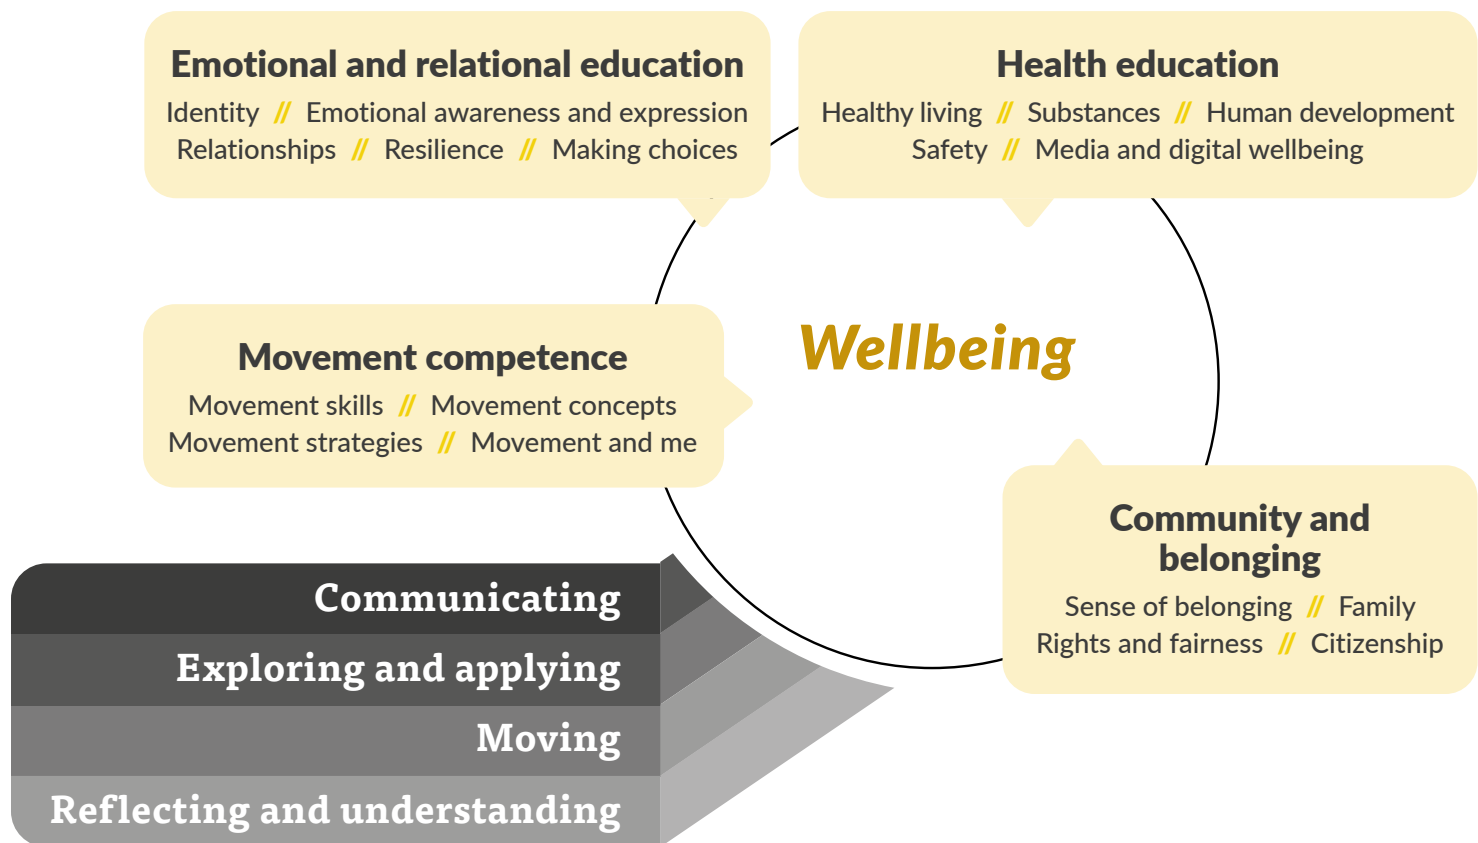 Emotional and relational education
Identity // Emotional awareness and expression
Relationships // Resilience // Making choices
Health education
Healthy living // Substances // Human development
Safety // Media and digital wellbeing
Wellbeing
Movement competence
Movement skills // Movement concepts
Movement strategies // Movement and me
Community and
belonging
Sense of belonging // Family
Rights and fairness // Citizenship
Communicating
Exploring and applying
Moving
Reflecting and understanding